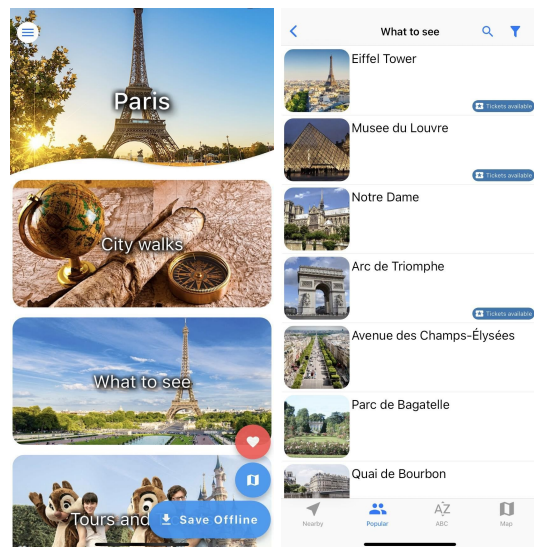 Paris
City walks
What to see
Tours and
Save Offline
What to see
Eiffel Tower
Tickets available
Musee du Louvre
Tickets available
Notre Dame
Arc de Triomphe
Tickets available
Avenue des Champs-Élysées
Parc de Bagatelle
Quai de Bourbon
Nearby
Popular
AZ
ABC
Map